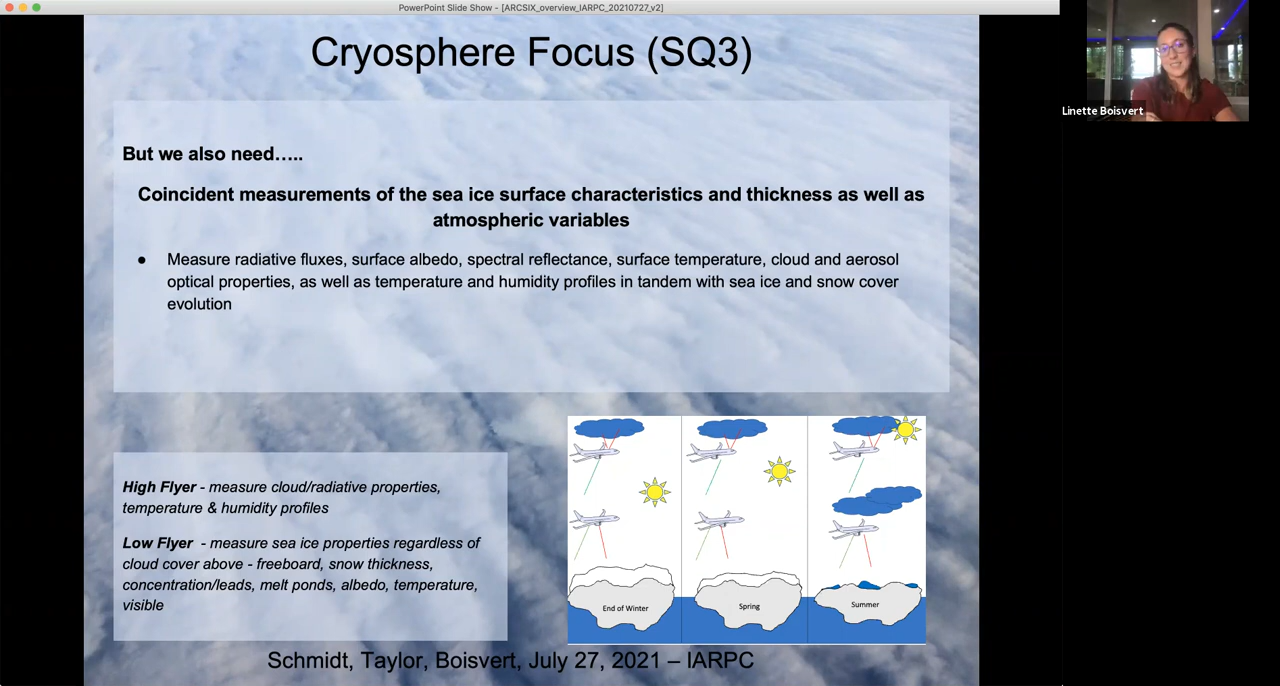 PowerPoint Slide Show - [ARCSIX_overview_IARPC_20210727_v2]
Cryosphere Focus (SQ3)
Linette Boisvert
But we also need…..
Coincident measurements of the sea ice surface characteristics and thickness as well as
atmospheric variables
● Measure radiative fluxes, surface albedo, spectral reflectance, surface temperature, cloud and aerosol
optical properties, as well as temperature and humidity profiles in tandem with sea ice and snow cover
evolution
High Flyer - measure cloud/radiative properties,
temperature & humidity profiles
Low Flyer - measure sea ice properties regardless of
cloud cover above - freeboard, snow thickness,
concentration/leads, melt ponds, albedo, temperature,
visible
End of Winter
Spring
Summer
Schmidt, Taylor, Boisvert, July 27, 2021 – IARPC